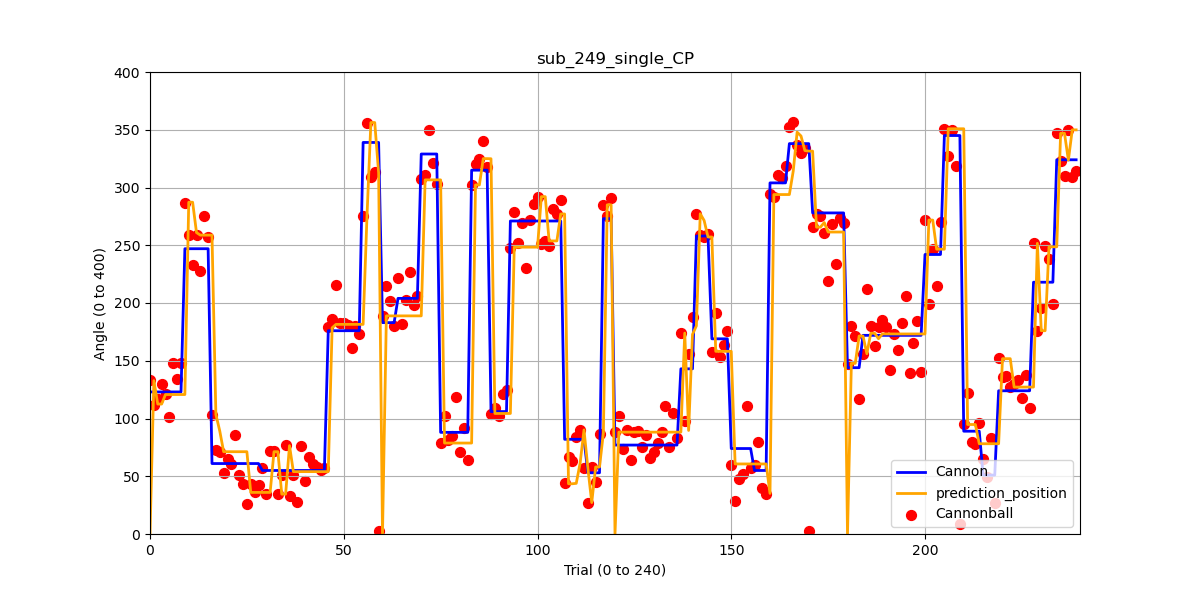 sub_249_single_CP
400
350
300
250
200
150
100
50
0
Angle (0 to 400)
0 50 100 150 200
Trial (0 to 240)
Cannon
prediction_position
Cannonball